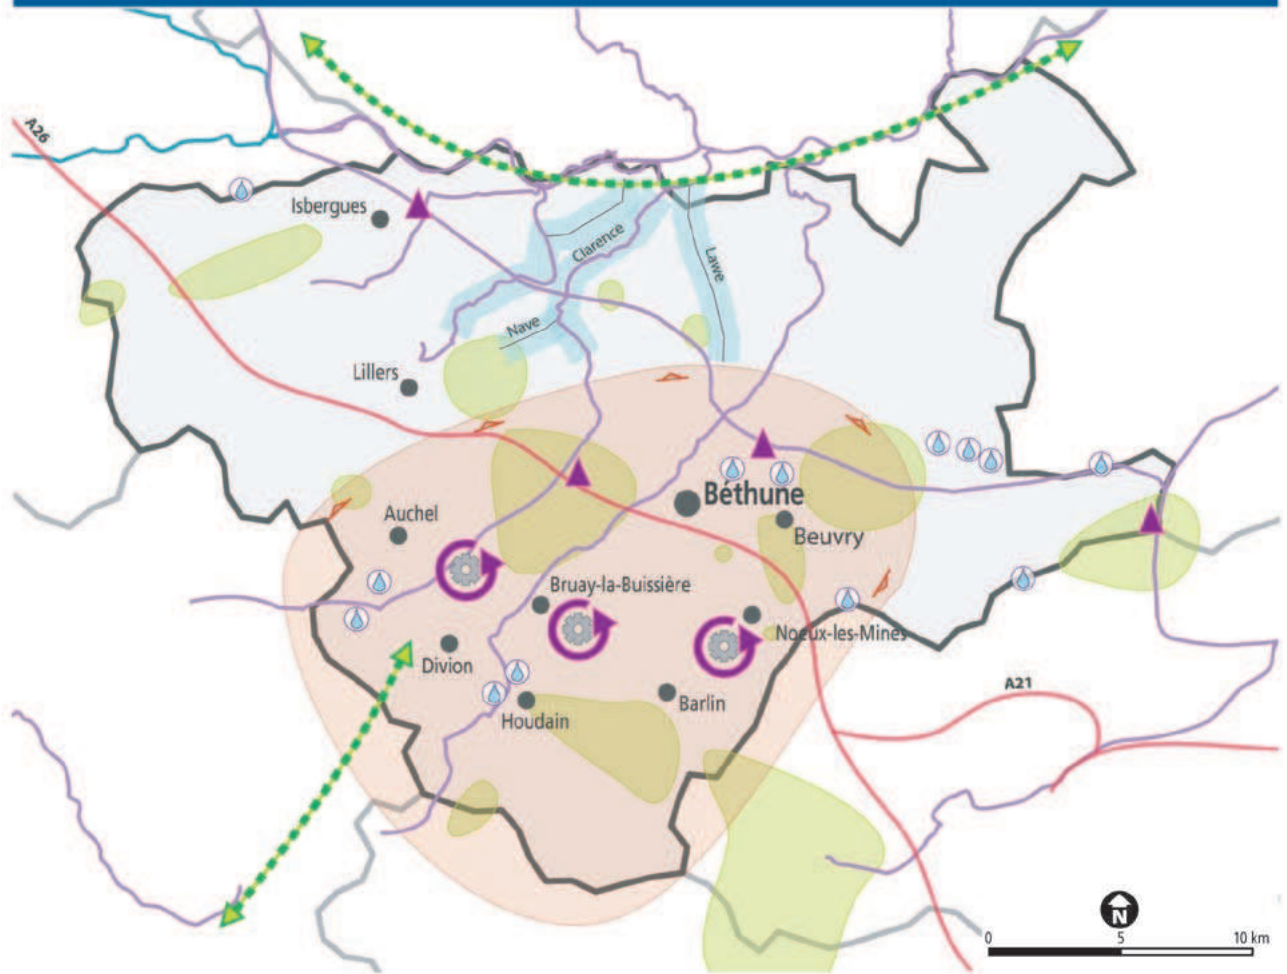 A26
Isbergues
Clarence
Lawe
Nave
Lillers
Béthune
Auchel
Beuvry
Bruay-la-Buissière
Noeux-les-Mines
Divion
A21
Barlin
Houdain
N
0 5 10 km